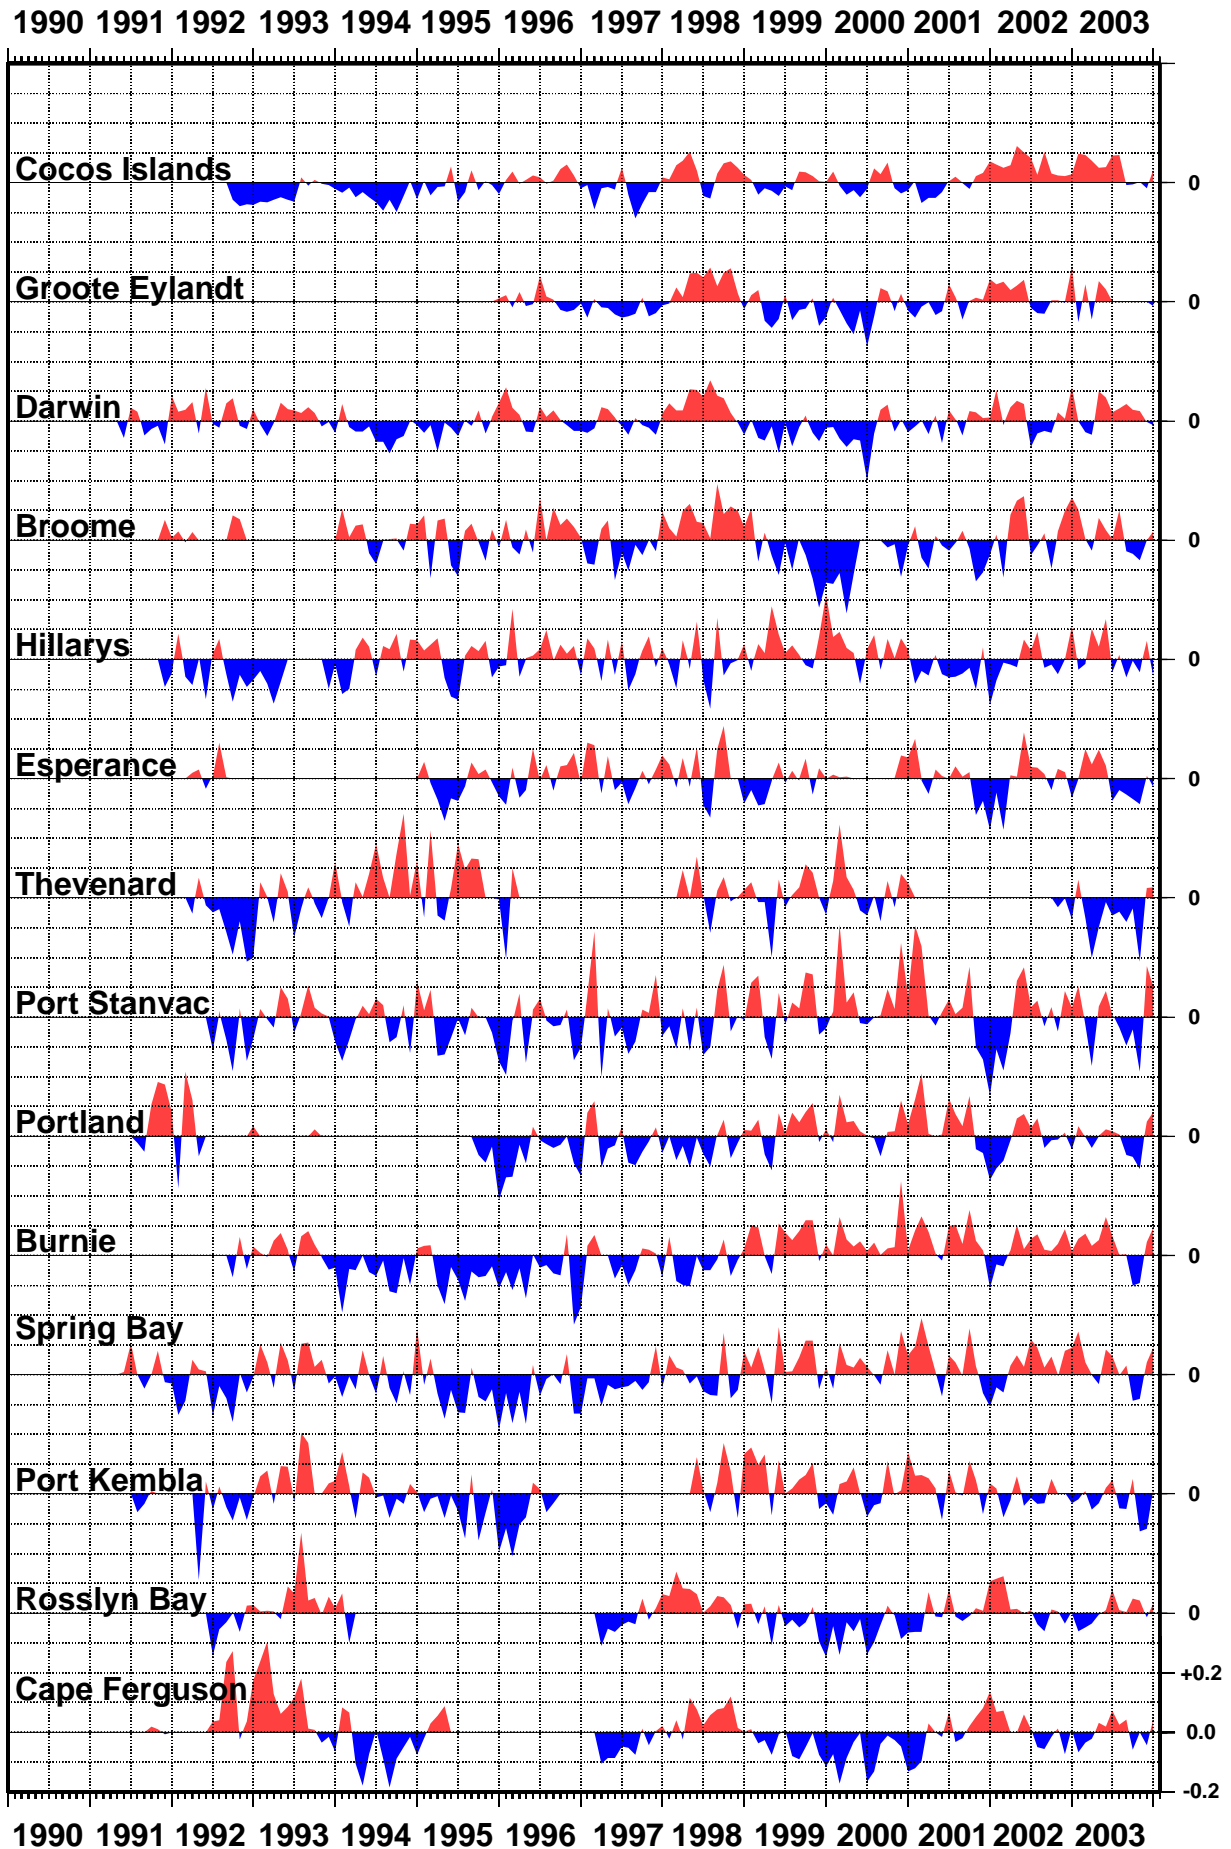 1990 1991 1992 1993 1994 1995 1996 1997 1998 1999 2000 2001 2002 2003
Cocos Islands 0
Groote Eylandt 0
Darwin 0
Broome 0
Hillarys 0
Esperance 0
Thevenard 0
Port Stanvac 0
Portland 0
Burnie 0
Spring Bay 0
Port Kembla 0
Rosslyn Bay 0
+0.2
Cape Ferguson
0.0
-0.2
1990 1991 1992 1993 1994 1995 1996 1997 1998 1999 2000 2001 2002 2003